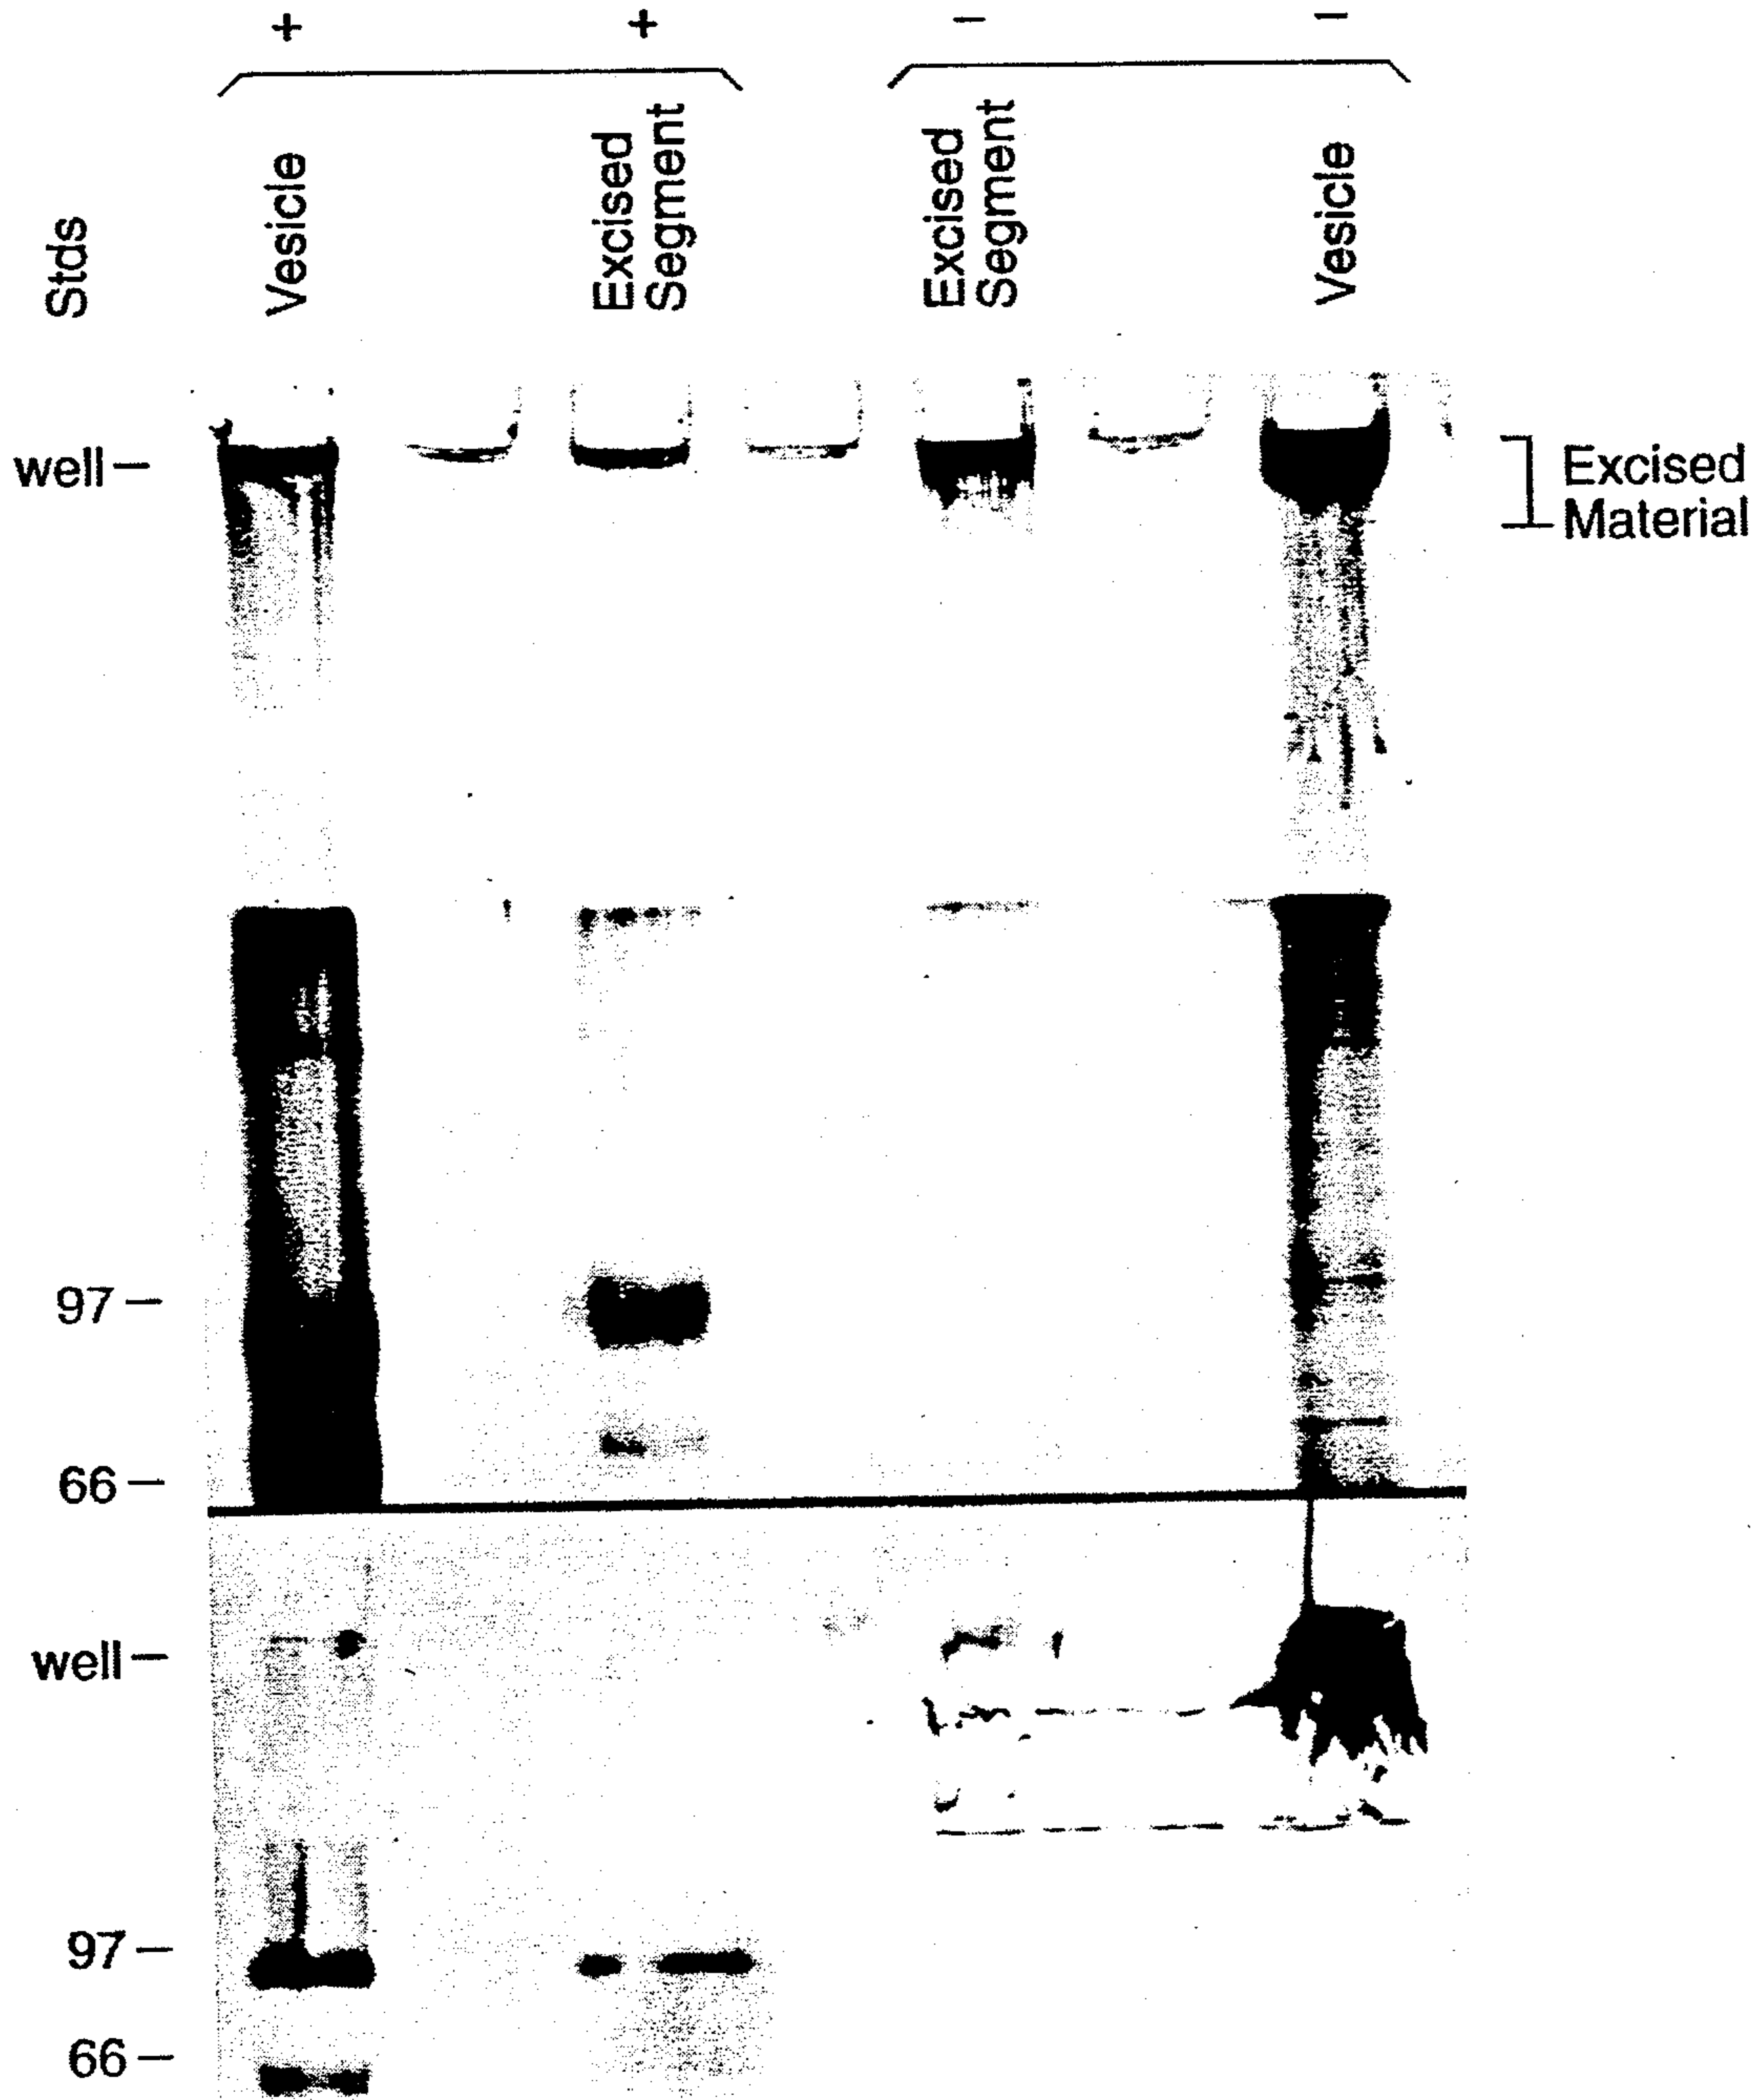 + + − −
Stds
Vesicle
Excised
Segment
Excised
Segment
Vesicle
well
Excised
Material
97
66
well
97
66